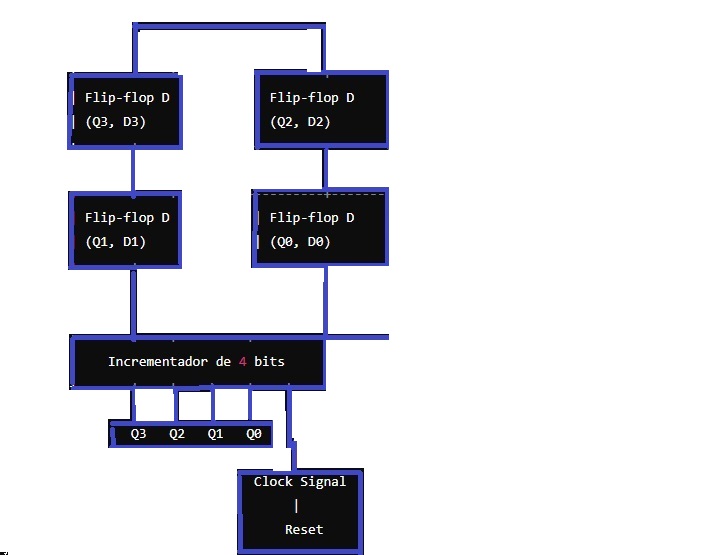 Flip-flop D
(Q3, D3)
Flip-flop D
(Q2, D2)
Flip-flop D
(Q1, D1)
Flip-flop D
(Q0, D0)
Incrementador de 4 bits
Q3 Q2 Q1 Q0
Clock Signal
|
Reset